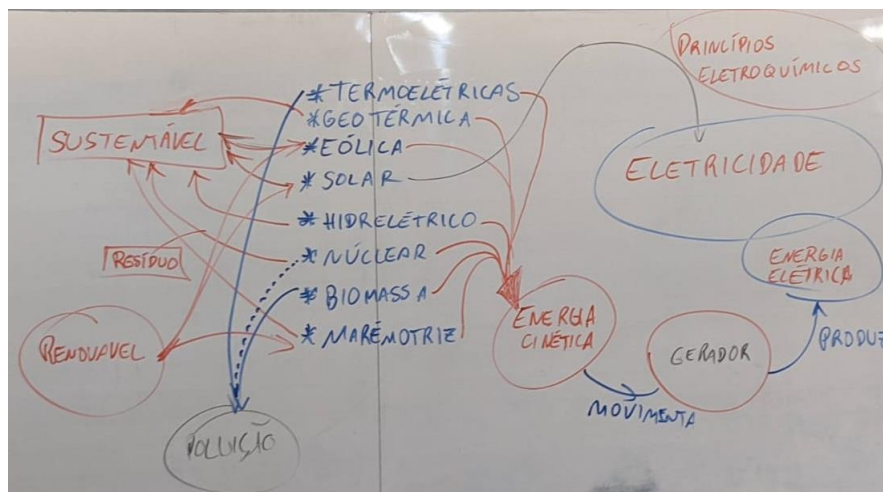 PRINCÍPIOS
ELETROQUÍMICOS
* TERMOELÉTRICAS
* GEOTÉRMICA
SUSTENTÁVEL
* EÓLICA
* SOLAR
ELETRICIDADE
* HIDRELÉTRICO
* NÚCLEAR
RESÍDUO
* BIOMASSA
* MARÉMOTRIZ
ENERGIA
ELÉTRICA
RENOVAVEL
ENERGIA
CINÉTICA
GERADOR
PRODUZ
MOVIMENTA
POLUIÇÃO